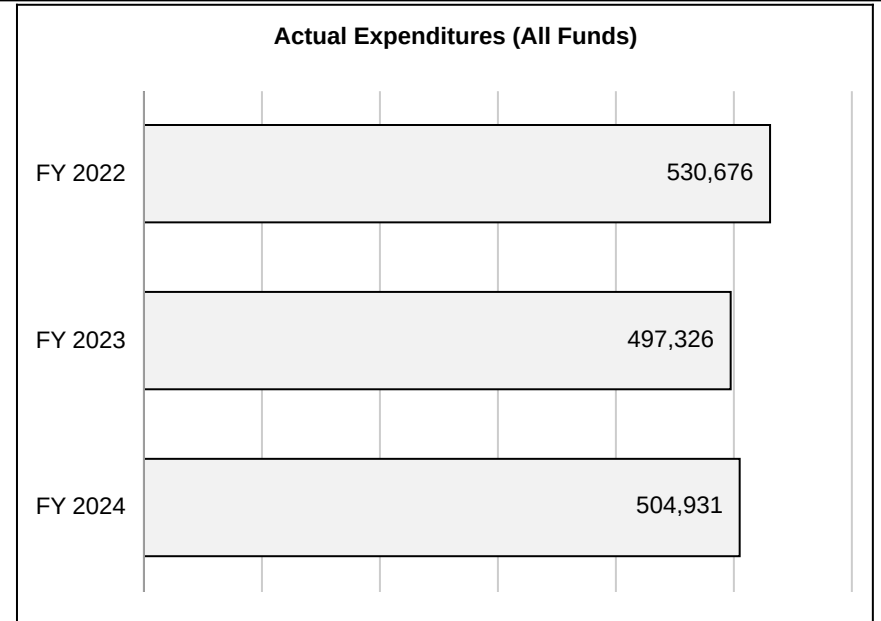 Actual Expenditures (All Funds)
FY 2022
530,676
FY 2023
497,326
FY 2024
504,931